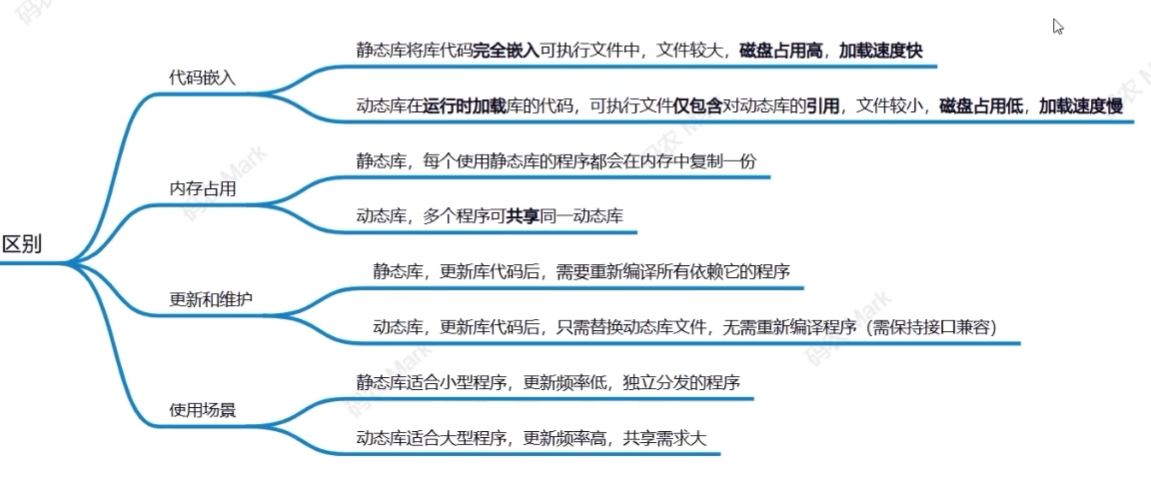 区别
代码嵌入
静态库将库代码完全嵌入可执行文件中，文件较大，磁盘占用高，加载速度快
动态库在运行时加载库的代码，可执行文件仅包含对动态库的引用，文件较小，磁盘占用低，加载速度慢
内存占用
静态库，每个使用静态库的程序都会在内存中复制一份
动态库，多个程序可共享同一动态库
更新和维护
静态库，更新库代码后，需要重新编译所有依赖它的程序
动态库，更新库代码后，只需替换动态库文件，无需重新编译程序（需保持接口兼容）
使用场景
静态库适合小型程序，更新频率低，独立分发的程序
动态库适合大型程序，更新频率高，共享需求大
码农 Mark
码农 Mark
码农 Mark